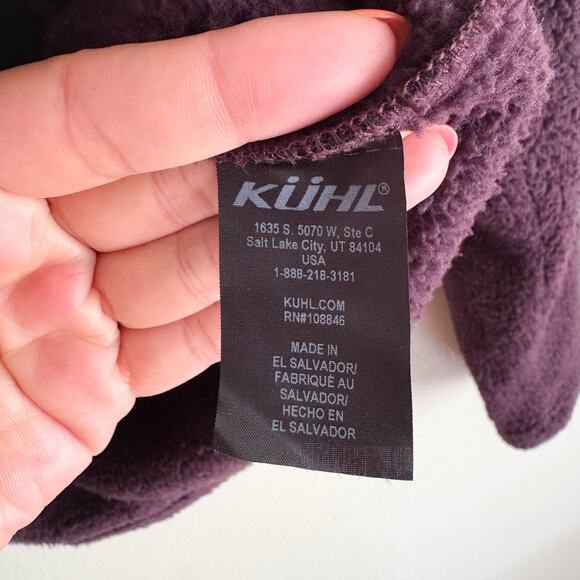 KÜHL®
1635 S. 5070 W, Ste C
Salt Lake City, UT 84104
USA
1-888-218-3181
KUHL.COM
RN#108846
MADE IN
EL SALVADOR/
FABRIQUÉ AU
SALVADOR/
HECHO EN
EL SALVADOR